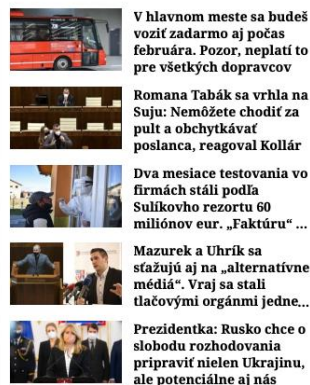 V hlavnom meste sa budeš
voziť zadarmo aj počas
februára. Pozor, neplatí to
pre všetkých dopravcov
Romana Tabák sa vrhla na
Suju: Nemôžete chodiť za
pult a obchytkávať
poslanca, reagoval Kollár
Dva mesiace testovania vo
firmách stáli podľa
Sulíkovho rezortu 60
miliónov eur. „Faktúru“ ...
Mazurek a Uhrík sa
sťažujú aj na „alternatívne
médiá“. Vraj sa stali
tlačovými orgánmi jedne...
Prezidentka: Rusko chce o
slobodu rozhodovania
pripraviť nielen Ukrajinu,
ale potenciálne aj nás